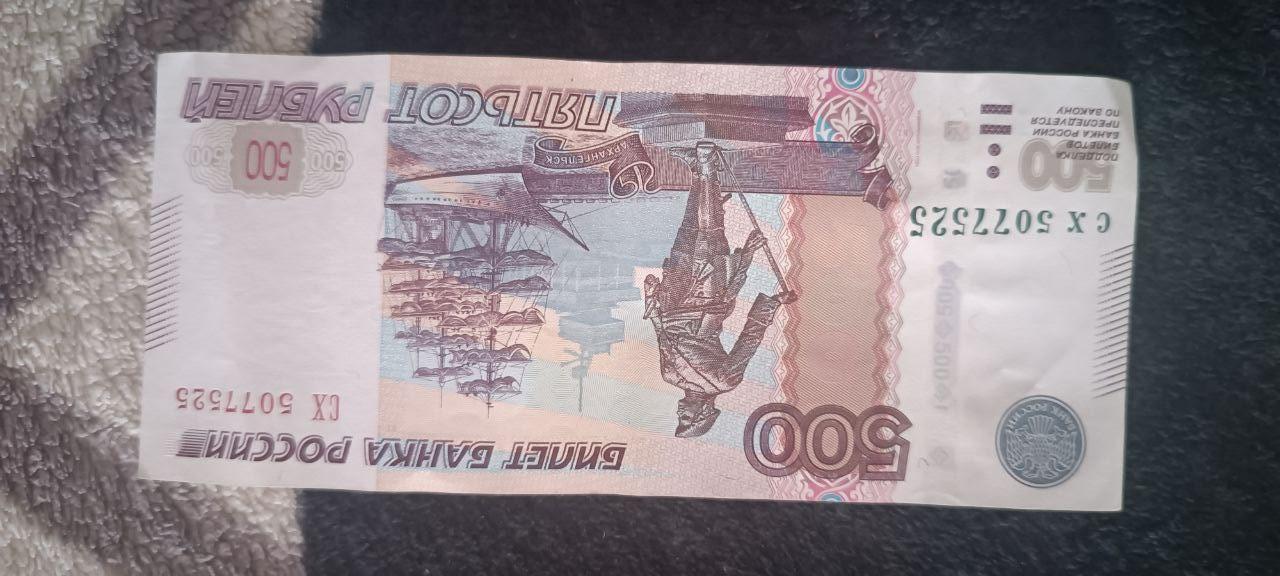 БАНК РОССИИ
500
БИЛЕТ БАНКА РОССИИ
СХ 5077525
СХ 5077525
500
ПОДДЕЛКА
БИЛЕТОВ
БАНКА РОССИИ
ПРЕСЛЕДУЕТСЯ
ПО ЗАКОНУ
АРХАНГЕЛЬСК
500 500 500
ПЯТЬСОТ РУБЛЕЙ